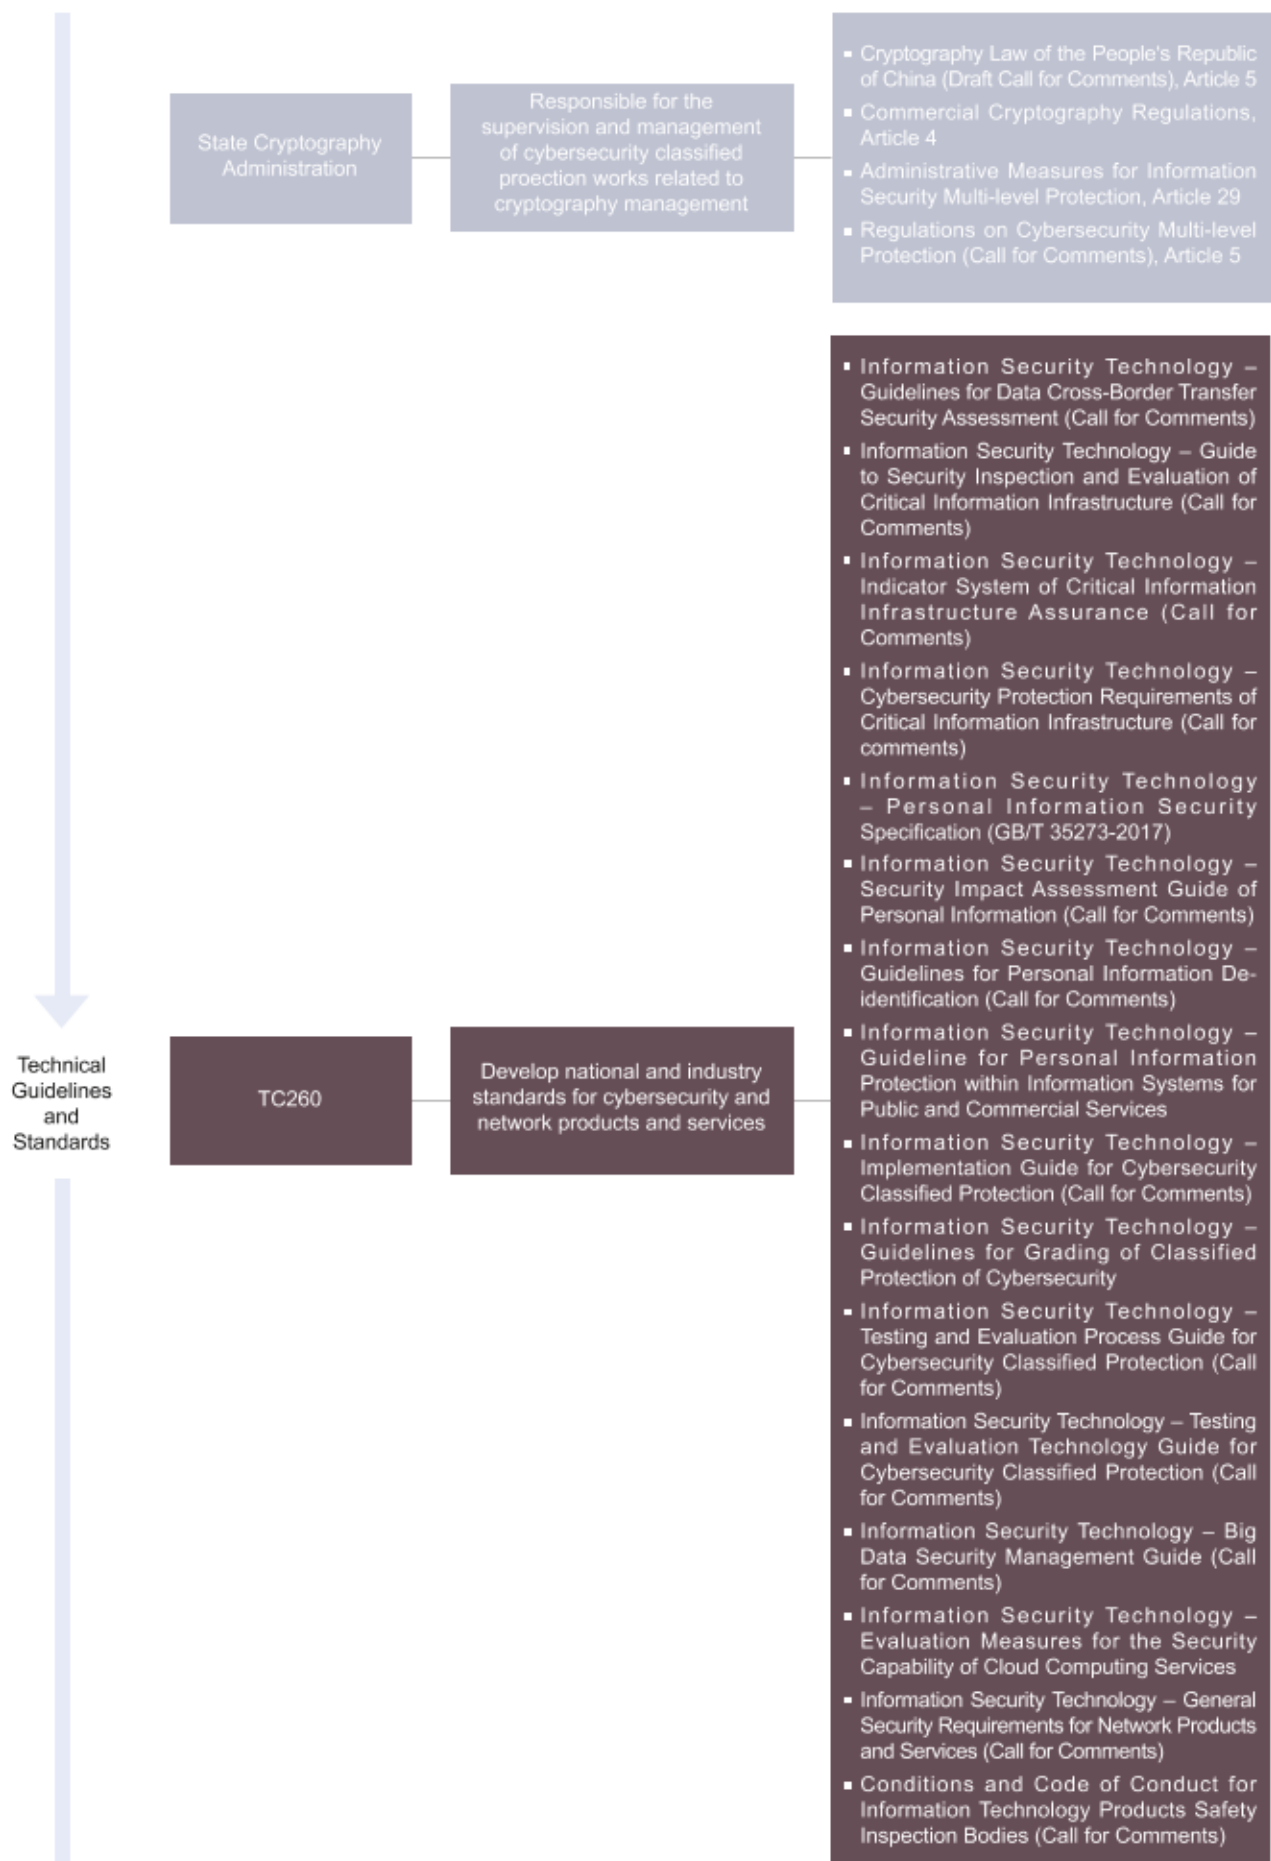 State Cryptography
Administration
Responsible for the
supervision and management
of cybersecurity classified
proection works related to
cryptography management
▪ Cryptography Law of the People's Republic
of China (Draft Call for Comments), Article 5
▪ Commercial Cryptography Regulations,
Article 4
▪ Administrative Measures for Information
Security Multi-level Protection, Article 29
▪ Regulations on Cybersecurity Multi-level
Protection (Call for Comments), Article 5
Technical
Guidelines
and
Standards
TC260
Develop national and industry
standards for cybersecurity and
network products and services
▪ Information Security Technology –
Guidelines for Data Cross-Border Transfer
Security Assessment (Call for Comments)
▪ Information Security Technology – Guide
to Security Inspection and Evaluation of
Critical Information Infrastructure (Call for
Comments)
▪ Information Security Technology –
Indicator System of Critical Information
Infrastructure Assurance (Call for
Comments)
▪ Information Security Technology –
Cybersecurity Protection Requirements of
Critical Information Infrastructure (Call for
comments)
▪ Information Security Technology
– Personal Information Security
Specification (GB/T 35273-2017)
▪ Information Security Technology –
Security Impact Assessment Guide of
Personal Information (Call for Comments)
▪ Information Security Technology –
Guidelines for Personal Information De-
identification (Call for Comments)
▪ Information Security Technology –
Guideline for Personal Information
Protection within Information Systems for
Public and Commercial Services
▪ Information Security Technology –
Implementation Guide for Cybersecurity
Classified Protection (Call for Comments)
▪ Information Security Technology –
Guidelines for Grading of Classified
Protection of Cybersecurity
▪ Information Security Technology –
Testing and Evaluation Process Guide for
Cybersecurity Classified Protection (Call
for Comments)
▪ Information Security Technology – Testing
and Evaluation Technology Guide for
Cybersecurity Classified Protection (Call
for Comments)
▪ Information Security Technology – Big
Data Security Management Guide (Call
for Comments)
▪ Information Security Technology –
Evaluation Measures for the Security
Capability of Cloud Computing Services
▪ Information Security Technology – General
Security Requirements for Network Products
and Services (Call for Comments)
▪ Conditions and Code of Conduct for
Information Technology Products Safety
Inspection Bodies (Call for Comments)